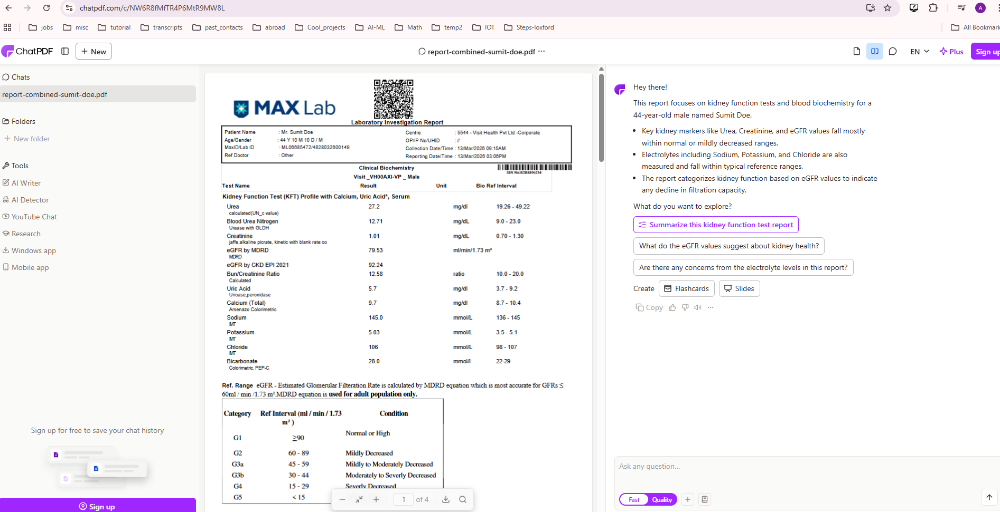 chatpdf.com/c/NW6R8fMfTR4P6MtR9MW8L
A
jobs misc tutorial transcripts past_contacts abroad Cool_projects AI-ML Math temp2 IOT Steps-loxford All Bookmark
ChatPDF + New report-combined-sumit-doe.pdf ... EN Plus Sign up
Chats
report-combined-sumit-doe.pdf
Folders
+ New folder
Tools
AI Writer
AI Detector
YouTube Chat
Research
Windows app
Mobile app
Sign up for free to save your chat history
Sign up
MAX Lab
Laboratory Investigation Report
Patient Name : Mr. Sumit Doe Centre : 5544 - Visit Health Pvt Ltd -Corporate
Age/Gender : 44 Y 10 M 10 D / M OP/IP No/UHID : //
MaxID/Lab ID : ML06685472/4828032600149 Collection Date/Time : 13/Mar/2026 09:15AM
Ref Doctor : Other Reporting Date/Time : 13/Mar/2026 03:06PM
Clinical Biochemistry
SIN No:B2B8896234
Visit _VH00AXI-VP _ Male
Test Name Result Unit Bio Ref Interval
Kidney Function Test (KFT) Profile with Calcium, Uric Acid*, Serum
Urea 27.2 mg/dl 19.26 - 49.22
calculated(UN_c value)
Blood Urea Nitrogen 12.71 mg/dL 9.0 - 23.0
Urease with GLDH
Creatinine 1.01 mg/dL 0.70 - 1.30
jaffe,alkaline picrate, kinetic with blank rate co
eGFR by MDRD 79.53 ml/min/1.73 m²
MDRD
eGFR by CKD EPI 2021 92.24
Bun/Creatinine Ratio 12.58 ratio 10.0 - 20.0
Calculated
Uric Acid 5.7 mg/dl 3.7 - 9.2
Uricase,peroxidase
Calcium (Total) 9.7 mg/dl 8.7 - 10.4
Arsenazo Colorimetric
Sodium 145.0 mmol/L 136 - 145
IMT
Potassium 5.03 mmol/L 3.5 - 5.1
IMT
Chloride 106 mmol/L 98 - 107
IMT
Bicarbonate 28.0 mmol/l 22-29
Colorimetric, PEP-C
Ref. Range eGFR - Estimated Glomerular Filteration Rate is calculated by MDRD equation which is most accurate for GFRs ≤
60ml / min /1.73 m².MDRD equation is used for adult population only.
Category Ref Interval (ml / min / 1.73 Condition
m² )
G1 ≥90 Normal or High
G2 60 - 89 Mildly Decreased
G3a 45 - 59 Mildly to Moderately Decreased
G3b 30 - 44 Moderately to Severly Decreased
G4 15 - 29 Severly Decreased
G5 < 15
1 of 4
Hey there!
This report focuses on kidney function tests and blood biochemistry for a
44-year-old male named Sumit Doe.
• Key kidney markers like Urea, Creatinine, and eGFR values fall mostly
within normal or mildly decreased ranges.
• Electrolytes including Sodium, Potassium, and Chloride are also
measured and fall within typical reference ranges.
• The report categorizes kidney function based on eGFR values to indicate
any decline in filtration capacity.
What do you want to explore?
Summarize this kidney function test report
What do the eGFR values suggest about kidney health?
Are there any concerns from the electrolyte levels in this report?
Create Flashcards Slides
Copy ...
Ask any question...
Fast Quality